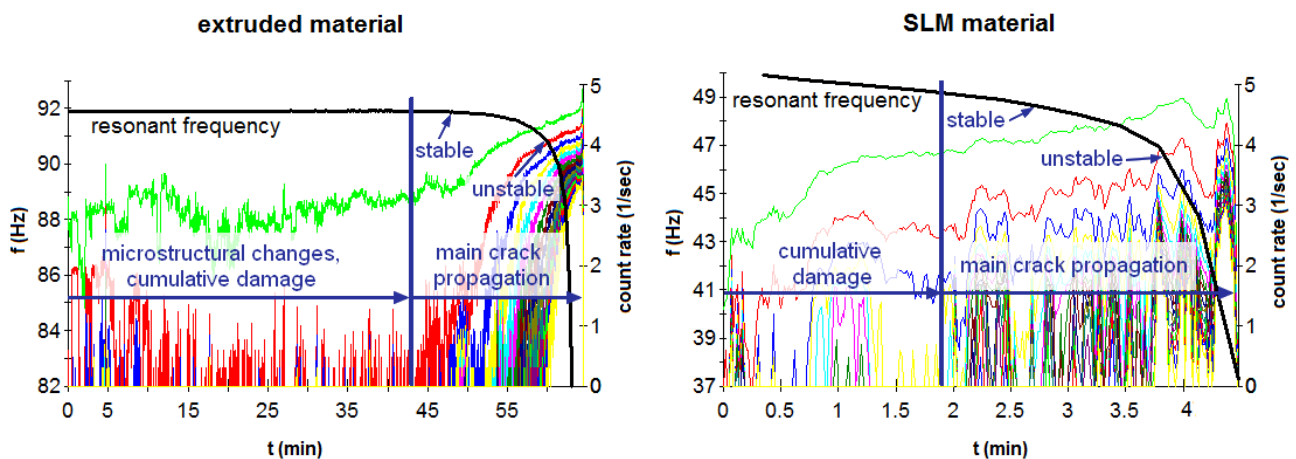 extruded material
f (Hz)
92
90
88
86
84
82
resonant frequency
stable
unstable
microstructural changes,
cumulative damage
main crack
propagation
5
4
3
2
1
0
count rate (1/sec)
0 5 15 25 35 45 55
t (min)
SLM material
f (Hz)
49
47
45
43
41
39
37
resonant frequency
stable
unstable
cumulative
damage
main crack propagation
5
4
3
2
1
0
count rate (1/sec)
0 0.5 1 1.5 2 2.5 3 3.5 4
t (min)